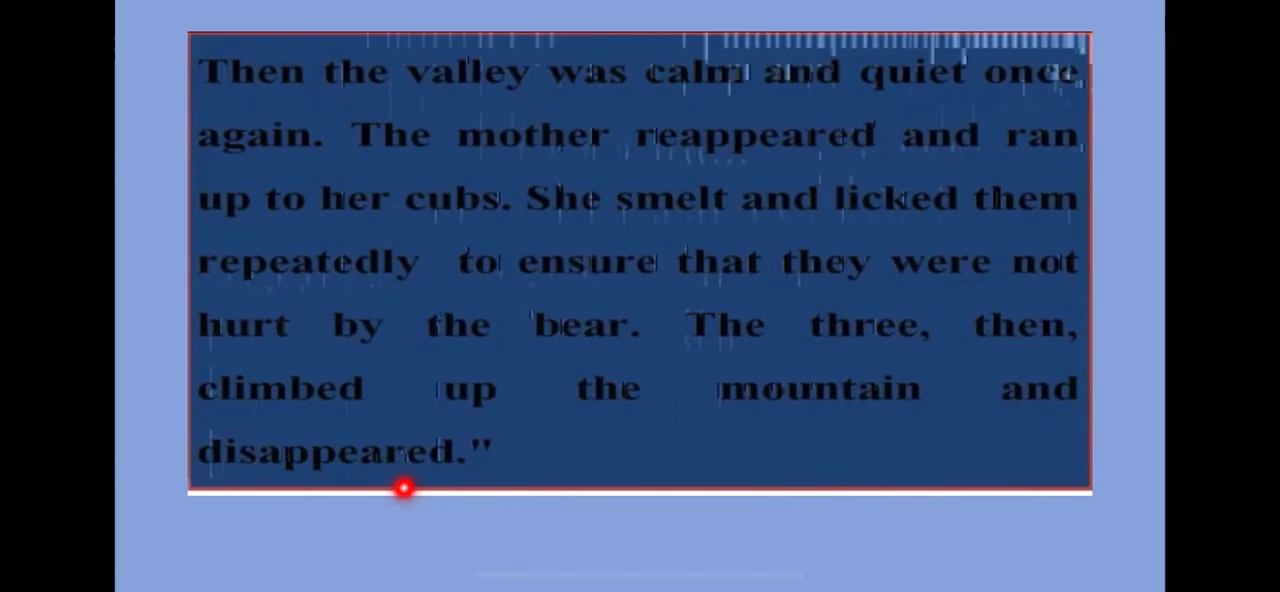 Then the valley was calm and quiet once
again. The mother reappeared and ran
up to her cubs. She smelt and licked them
repeatedly to ensure that they were not
hurt by the bear. The three, then,
climbed up the mountain and
disappeared."